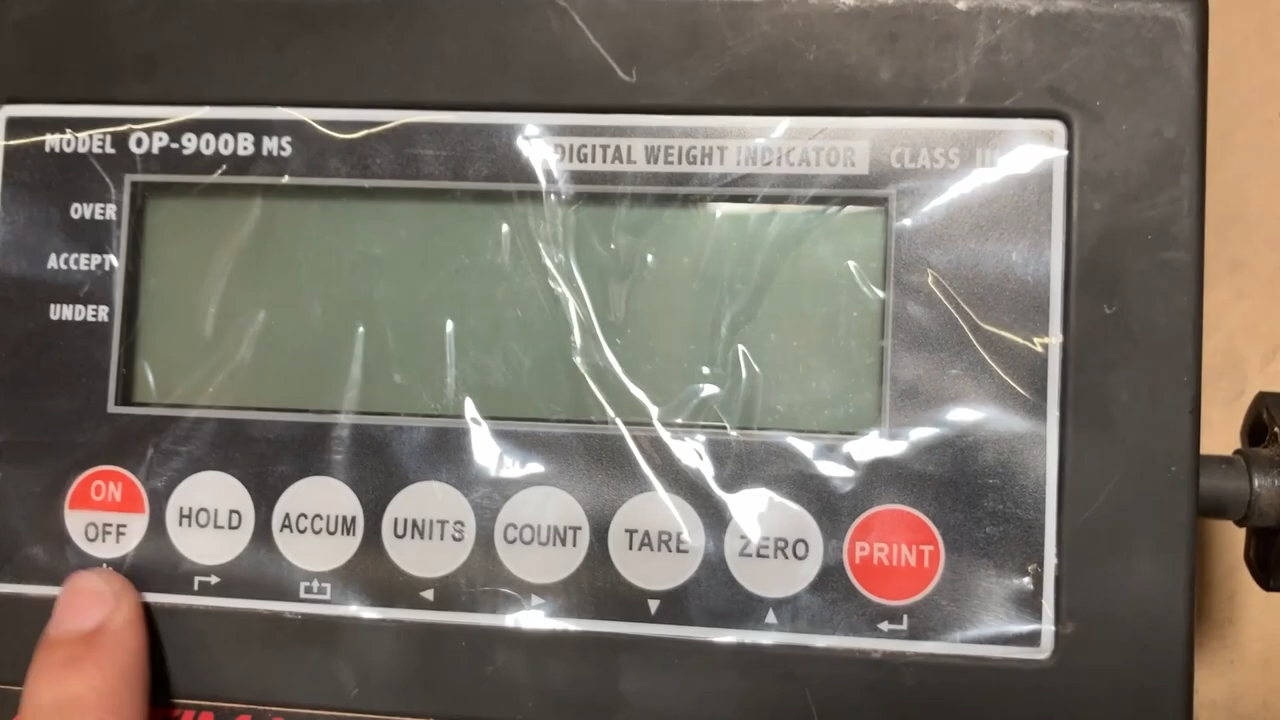 MODEL OP-900B MS
DIGITAL WEIGHT INDICATOR CLASS III
OVER
ACCEPT
UNDER
ON
OFF
HOLD
ACCUM
UNITS
COUNT
TARE
ZERO
PRINT